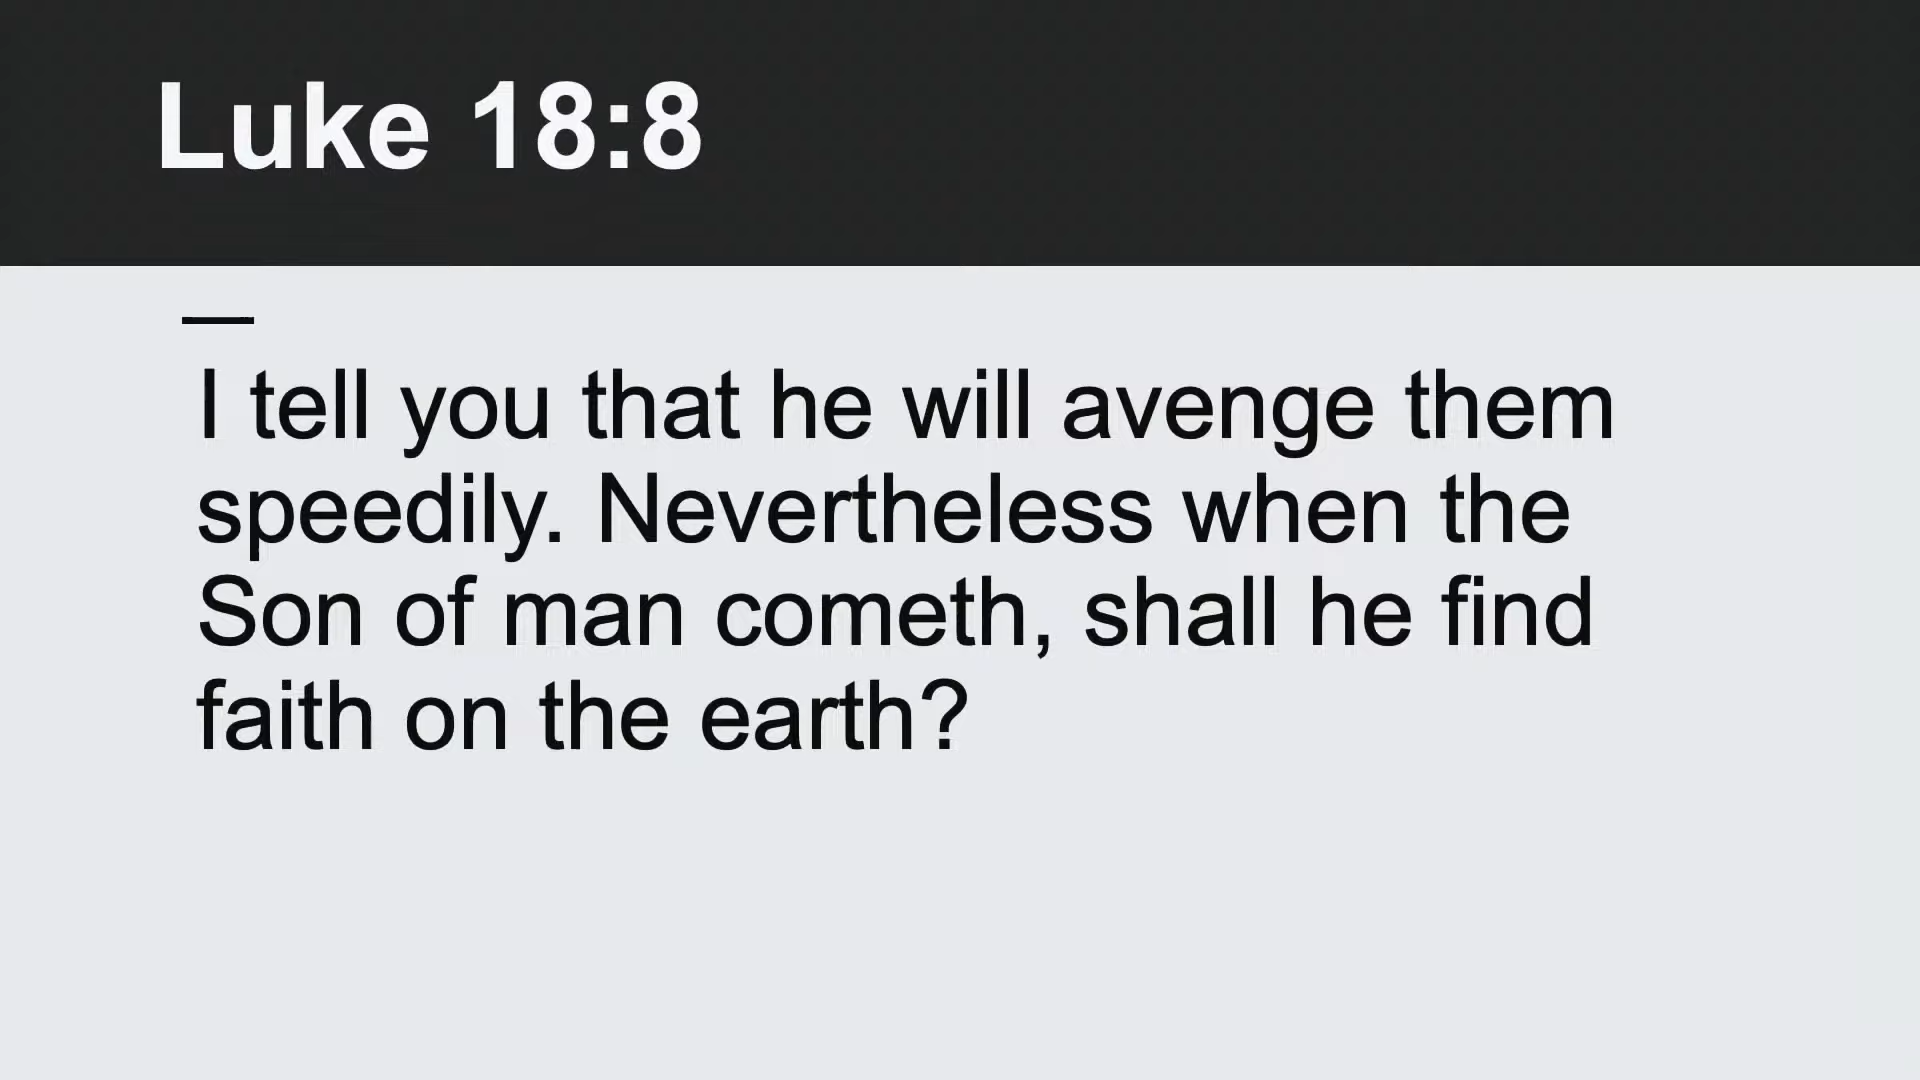 Luke 18:8
I tell you that he will avenge them
speedily. Nevertheless when the
Son of man cometh, shall he find
faith on the earth?